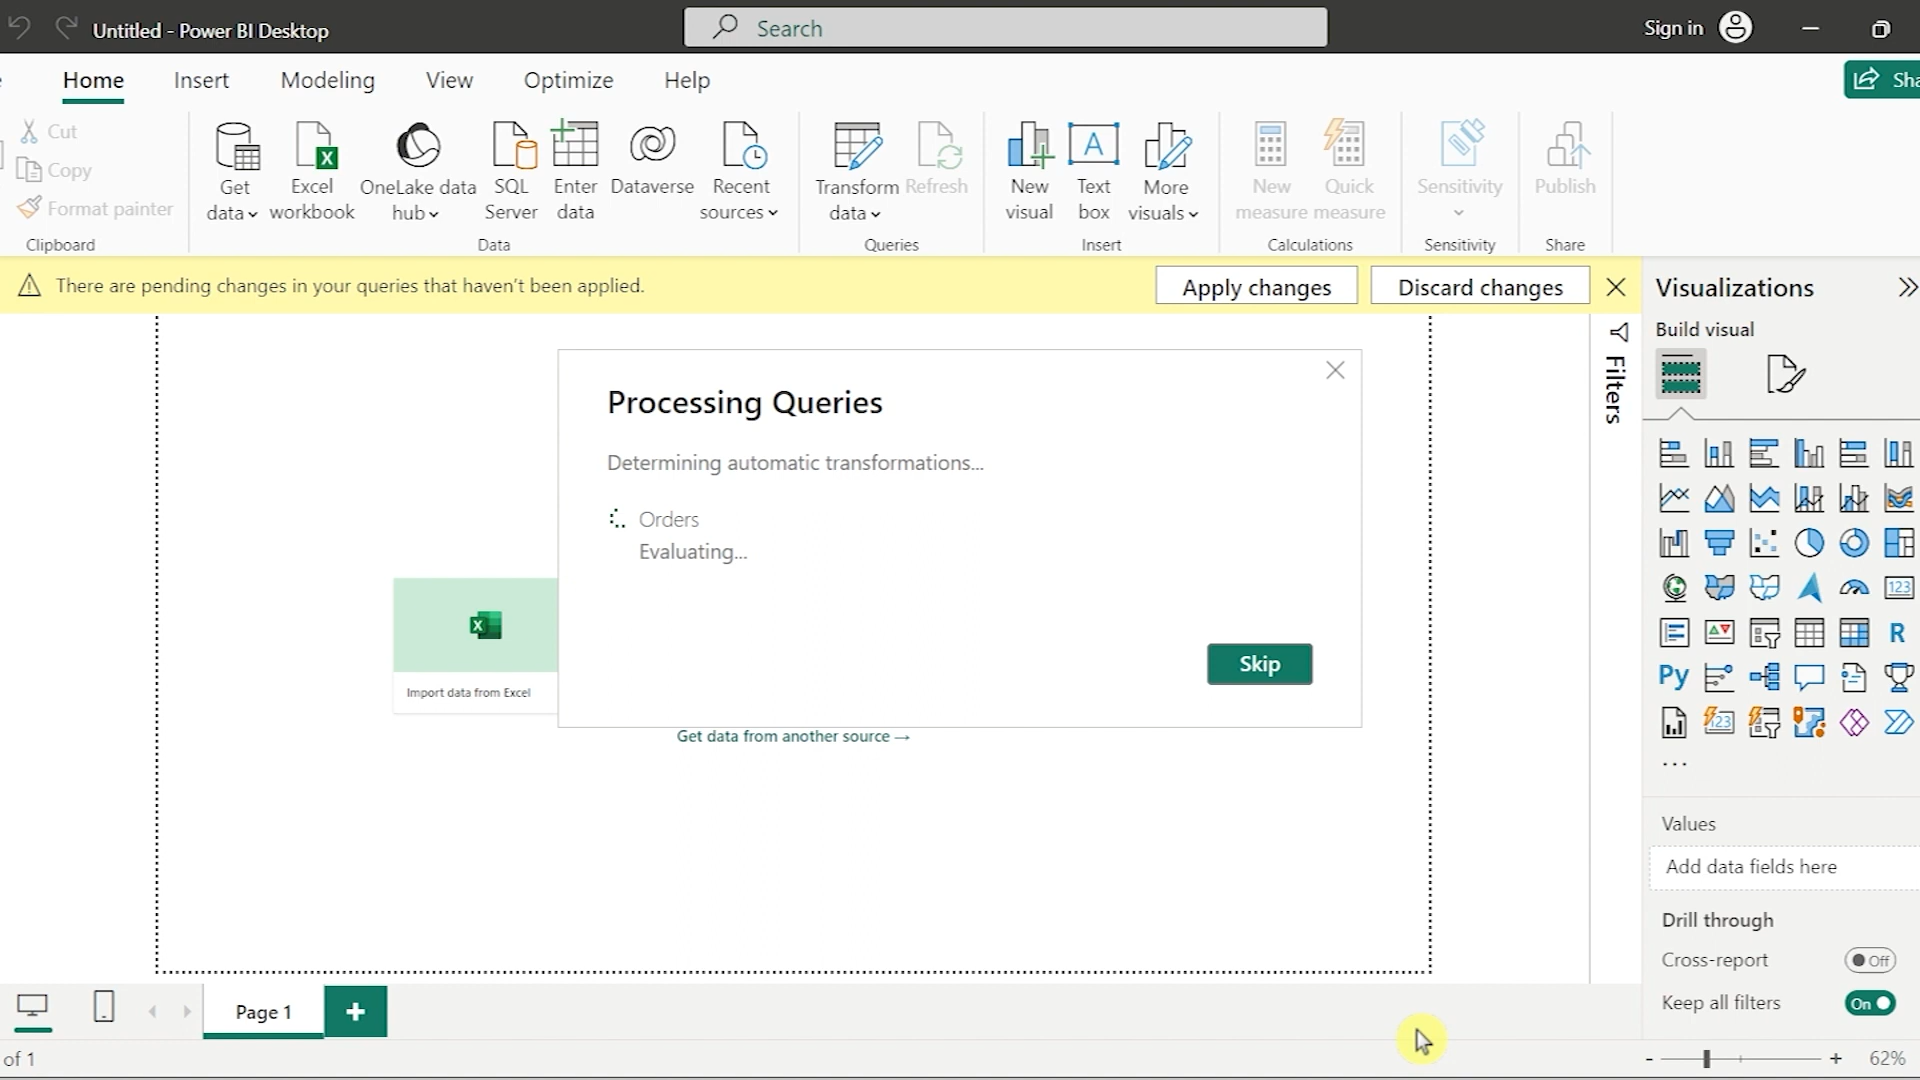 Untitled - Power BI Desktop
Search
Sign in
Home
Insert
Modeling
View
Optimize
Help
Cut
Copy
Format painter
Clipboard
Get data
Excel workbook
OneLake data hub
SQL Server
Enter data
Dataverse
Recent sources
Data
Transform data
Refresh
Queries
New visual
A
Text box
More visuals
Insert
New measure
Quick measure
Calculations
Sensitivity
Sensitivity
Publish
Share
There are pending changes in your queries that haven't been applied.
Apply changes
Discard changes
Visualizations
Build visual
Filters
Processing Queries
Determining automatic transformations...
Orders
Evaluating...
Skip
X
Import data from Excel
Get data from another source →
123
R
Py
123
...
Values
Add data fields here
Drill through
Cross-report
Off
Keep all filters
On
Page 1
of 1
- + 62%